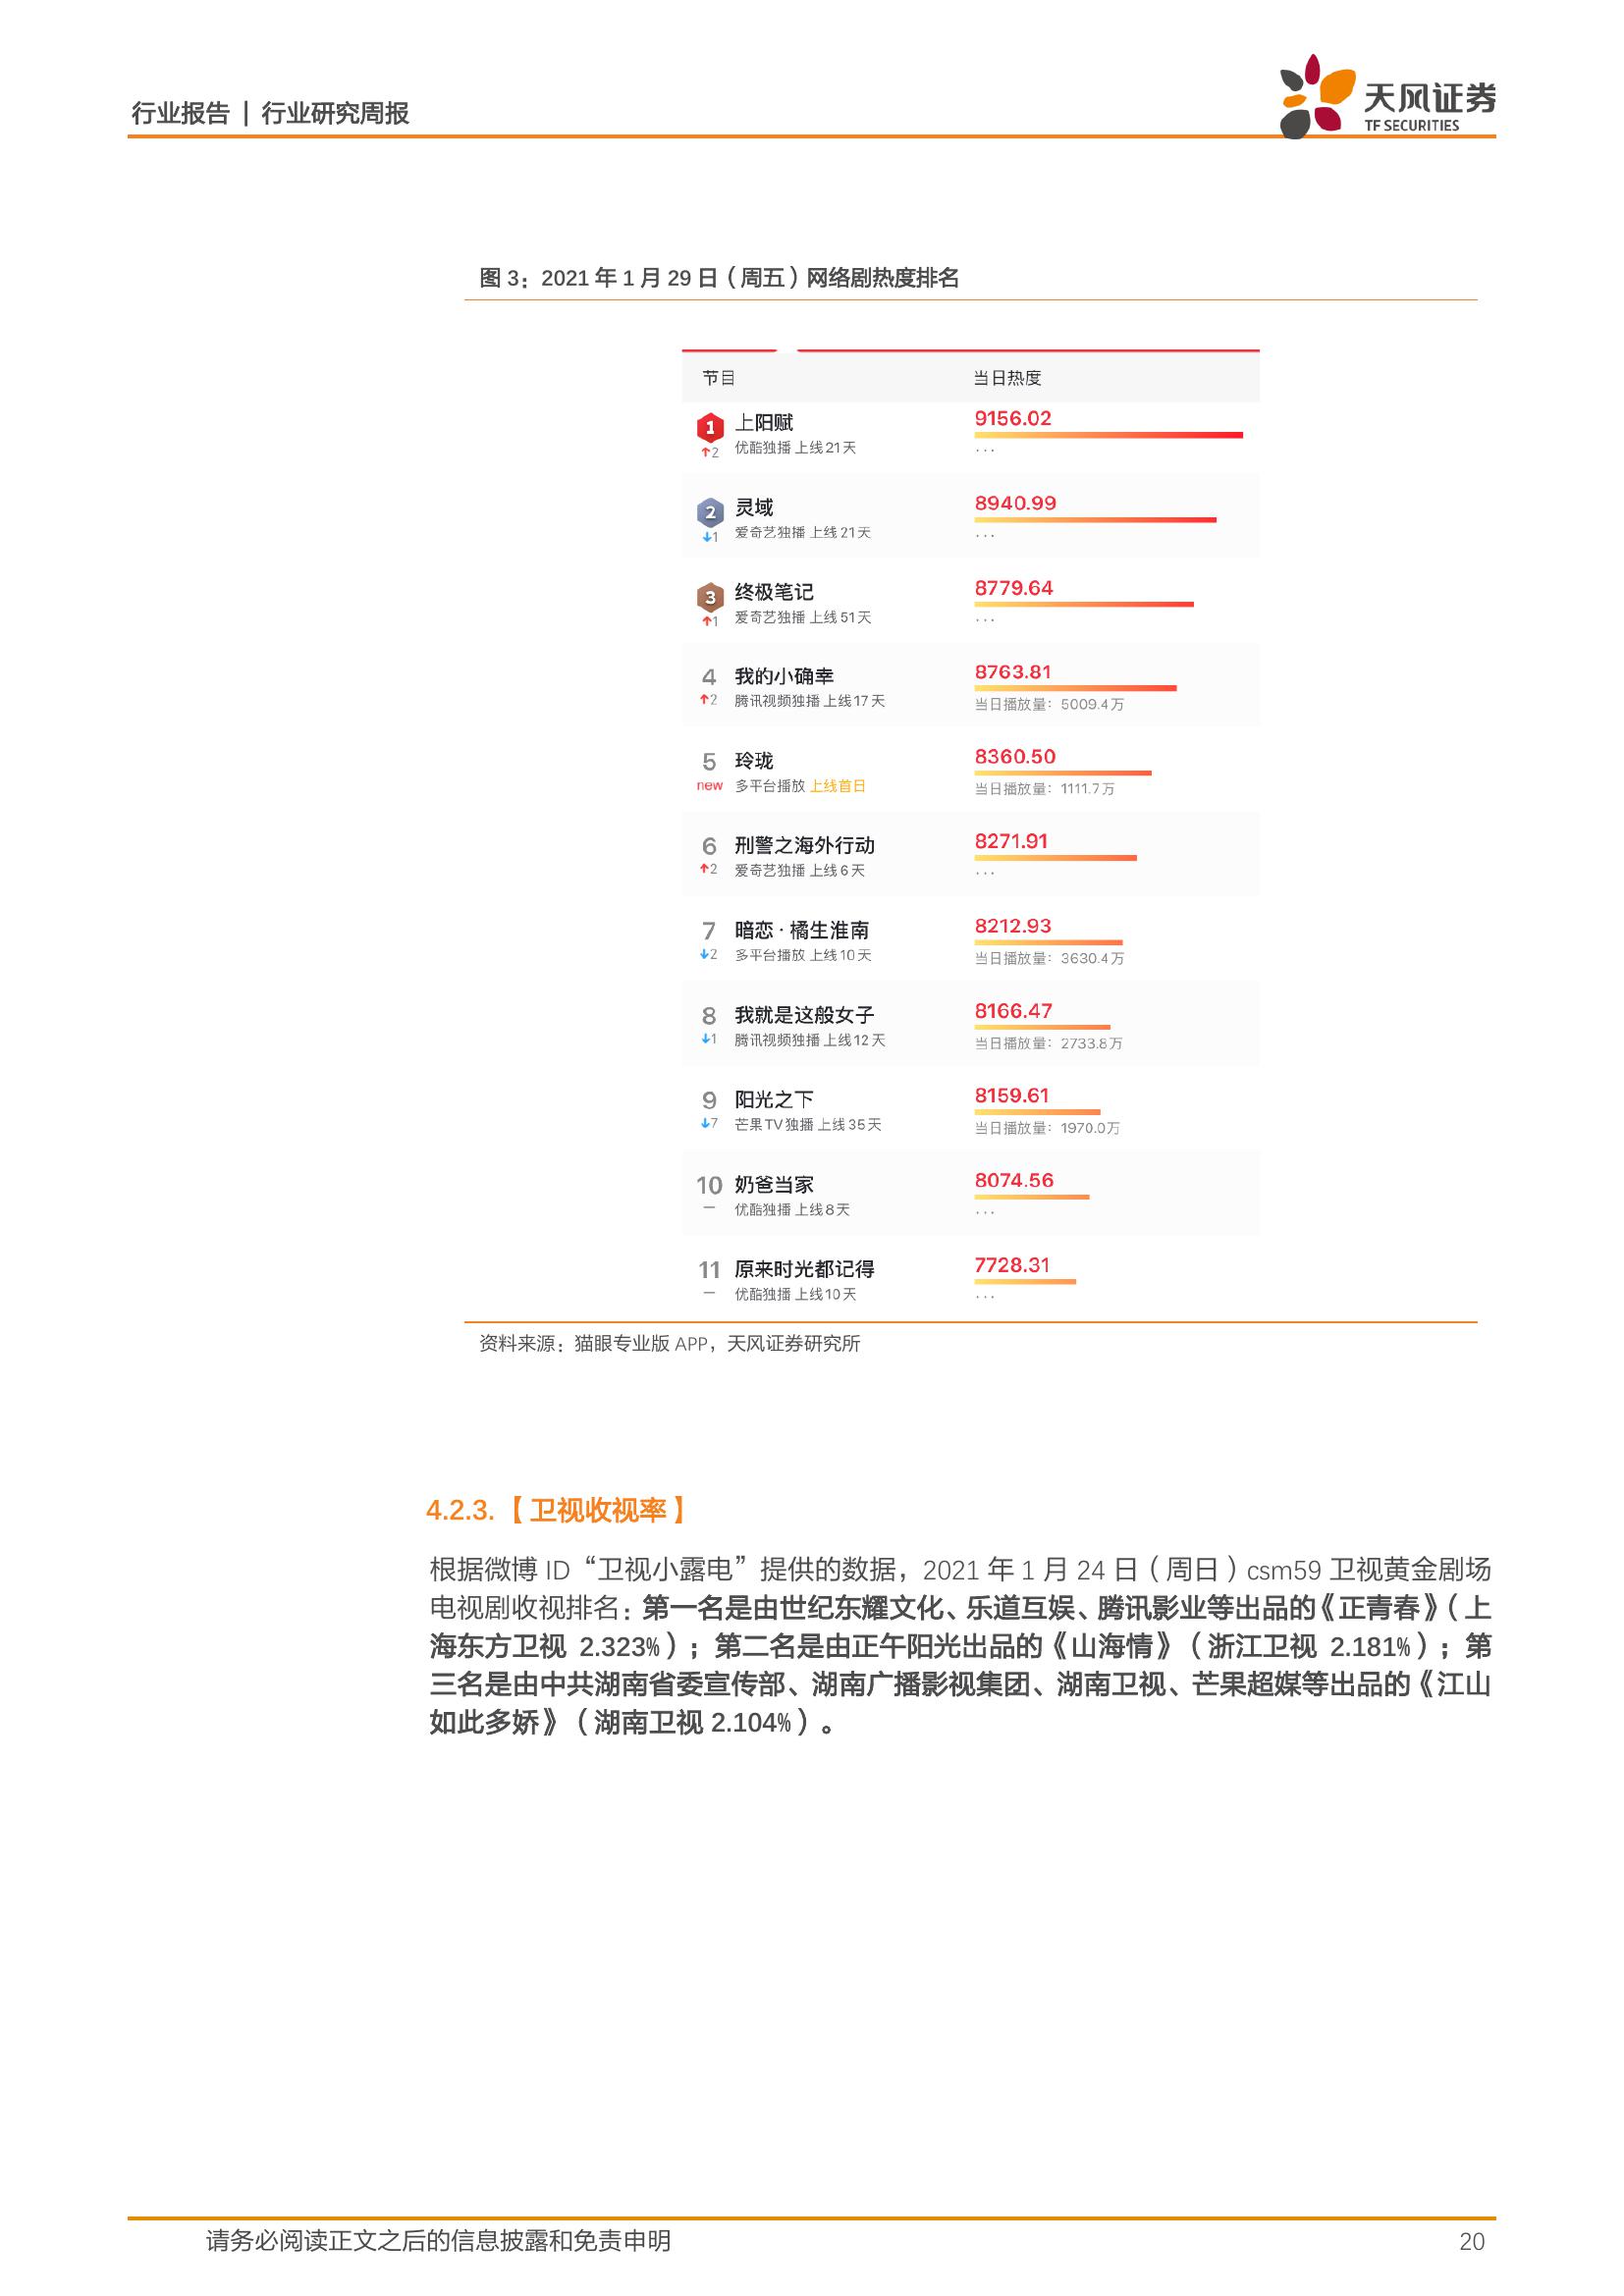 行业报告 | 行业研究周报
天风证券
TF SECURITIES
图 3：2021 年 1 月 29 日（周五）网络剧热度排名
节目 当日热度
1 上阳赋 9156.02
↑2 优酷独播 上线21天 ...
2 灵域 8940.99
↓1 爱奇艺独播 上线21天 ...
3 终极笔记 8779.64
↑1 爱奇艺独播 上线51天 ...
4 我的小确幸 8763.81
↑2 腾讯视频独播 上线17天 当日播放量：5009.4万
5 玲珑 8360.50
new 多平台播放 上线首日 当日播放量：1111.7万
6 刑警之海外行动 8271.91
↑2 爱奇艺独播 上线6天 ...
7 暗恋·橘生淮南 8212.93
↓2 多平台播放 上线10天 当日播放量：3630.4万
8 我就是这般女子 8166.47
↓1 腾讯视频独播 上线12天 当日播放量：2733.8万
9 阳光之下 8159.61
↓7 芒果TV独播 上线35天 当日播放量：1970.0万
10 奶爸当家 8074.56
— 优酷独播 上线8天 ...
11 原来时光都记得 7728.31
— 优酷独播 上线10天 ...
资料来源：猫眼专业版 APP，天风证券研究所
4.2.3.【卫视收视率】
根据微博 ID“卫视小露电”提供的数据，2021 年 1 月 24 日（周日）csm59 卫视黄金剧场
电视剧收视排名：第一名是由世纪东耀文化、乐道互娱、腾讯影业等出品的《正青春》（上
海东方卫视 2.323%）；第二名是由正午阳光出品的《山海情》（浙江卫视 2.181%）；第
三名是由中共湖南省委宣传部、湖南广播影视集团、湖南卫视、芒果超媒等出品的《江山
如此多娇》（湖南卫视 2.104%）。
请务必阅读正文之后的信息披露和免责申明 20